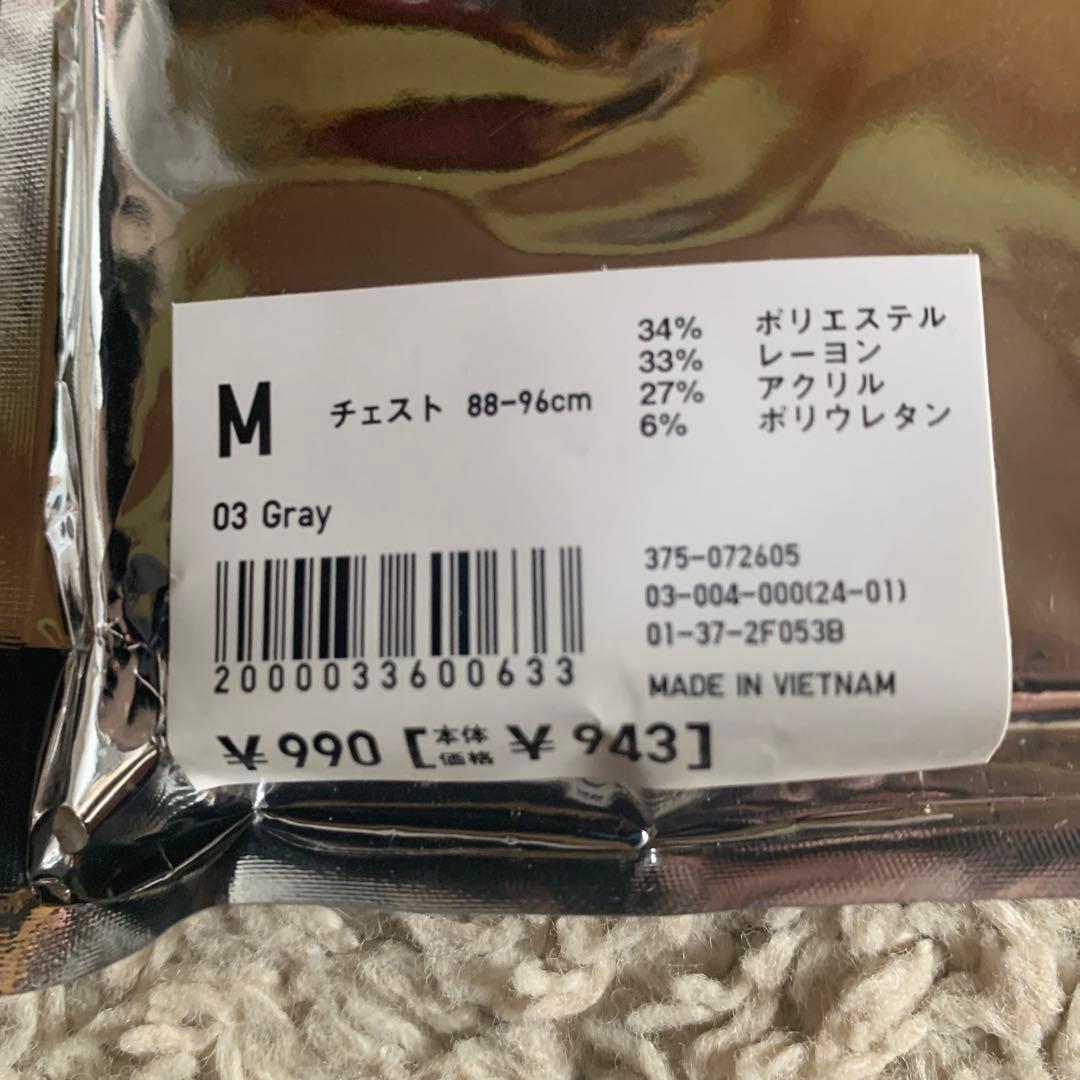 M チェスト 88-96cm
34% ポリエステル
33% レーヨン
27% アクリル
6% ポリウレタン
03 Gray
2000033600633
375-072605
03-004-000(24-01)
01-37-2F053B
MADE IN VIETNAM
¥990 [本体価格 ¥ 943]